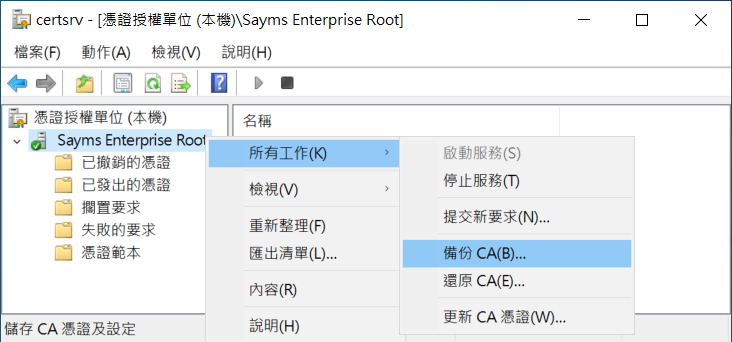 certsrv - [憑證授權單位 (本機)\Sayms Enterprise Root]
檔案(F) 動作(A) 檢視(V) 說明(H)
憑證授權單位 (本機)
Sayms Enterprise Root
已撤銷的憑證
已發出的憑證
擱置要求
失敗的要求
憑證範本
名稱
所有工作(K)
檢視(V)
重新整理(F)
匯出清單(L)...
內容(R)
說明(H)
啟動服務(S)
停止服務(T)
提交新要求(N)...
備份 CA(B)...
還原 CA(E)...
更新 CA 憑證(W)...
儲存 CA 憑證及設定